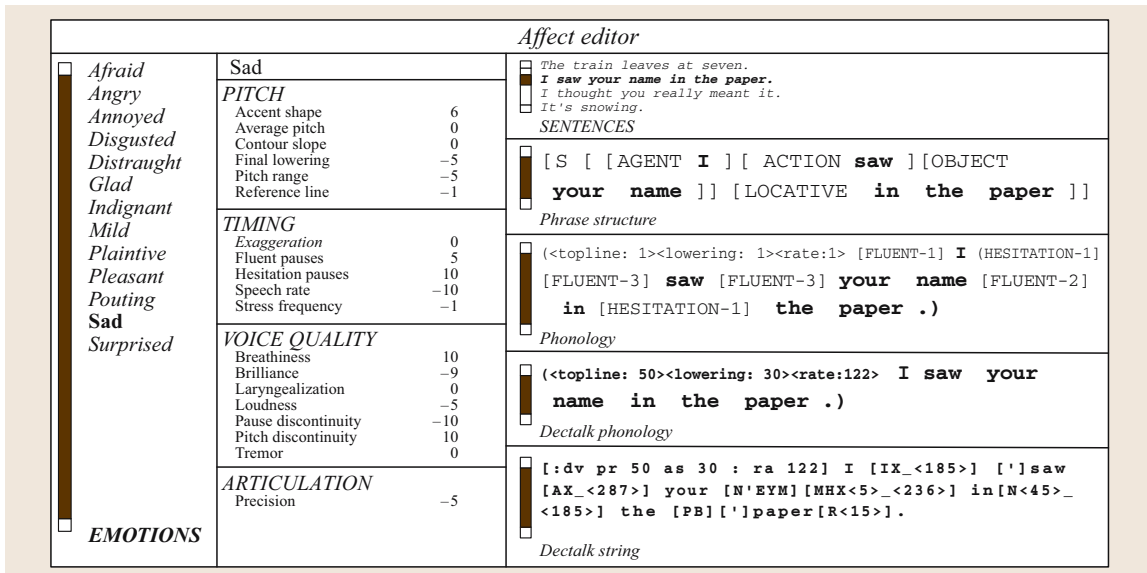 Affect editor
Afraid
Angry
Annoyed
Disgusted
Distraught
Glad
Indignant
Mild
Plaintive
Pleasant
Pouting
Sad
Surprised
EMOTIONS
Sad
PITCH
Accent shape 6
Average pitch 0
Contour slope 0
Final lowering –5
Pitch range –5
Reference line –1
TIMING
Exaggeration 0
Fluent pauses 5
Hesitation pauses 10
Speech rate –10
Stress frequency –1
VOICE QUALITY
Breathiness 10
Brilliance –9
Laryngealization 0
Loudness –5
Pause discontinuity –10
Pitch discontinuity 10
Tremor 0
ARTICULATION
Precision –5
The train leaves at seven.
I saw your name in the paper.
I thought you really meant it.
It's snowing.
SENTENCES
[S [ [AGENT I ][ ACTION saw ][OBJECT
your name ]] [LOCATIVE in the paper ]]
Phrase structure
(<topline: 1><lowering: 1><rate:1> [FLUENT-1] I (HESITATION-1]
[FLUENT-3] saw [FLUENT-3] your name [FLUENT-2]
in [HESITATION-1] the paper .)
Phonology
(<topline: 50><lowering: 30><rate:122> I saw your
name in the paper .)
Dectalk phonology
[:dv pr 50 as 30 : ra 122] I [IX_<185>] [']saw
[AX_<287>] your [N'EYM][MHX<5>_<236>] in[N<45>_
<185>] the [PB][']paper[R<15>].
Dectalk string